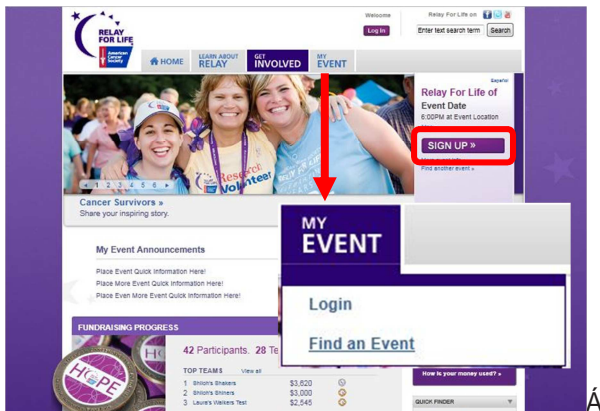 RELAY
FOR LIFE
American
Cancer
Society
Welcome
Log In
Relay For Life on
Enter text search term
Search
HOME
LEARN ABOUT
RELAY
GET
INVOLVED
MY
EVENT
Español
Relay For Life of
Event Date
6:00PM at Event Location
SIGN UP »
Find another event »
Research
Volunteer
1 2 3 4 5 6
Cancer Survivors »
Share your inspiring story.
MY
EVENT
Login
Find an Event
My Event Announcements
Place Event Quick Information Here!
Place More Event Quick Information Here!
Place Even More Event Quick Information Here!
FUNDRAISING PROGRESS
HOPE
42 Participants. 28 Te
TOP TEAMS View all
1 Shiloh's Shakers $3,620
2 Shiloh's Shiners $3,000
3 Laura's Walkers Test $2,545
How is your money used? »
QUICK FINDER
Á